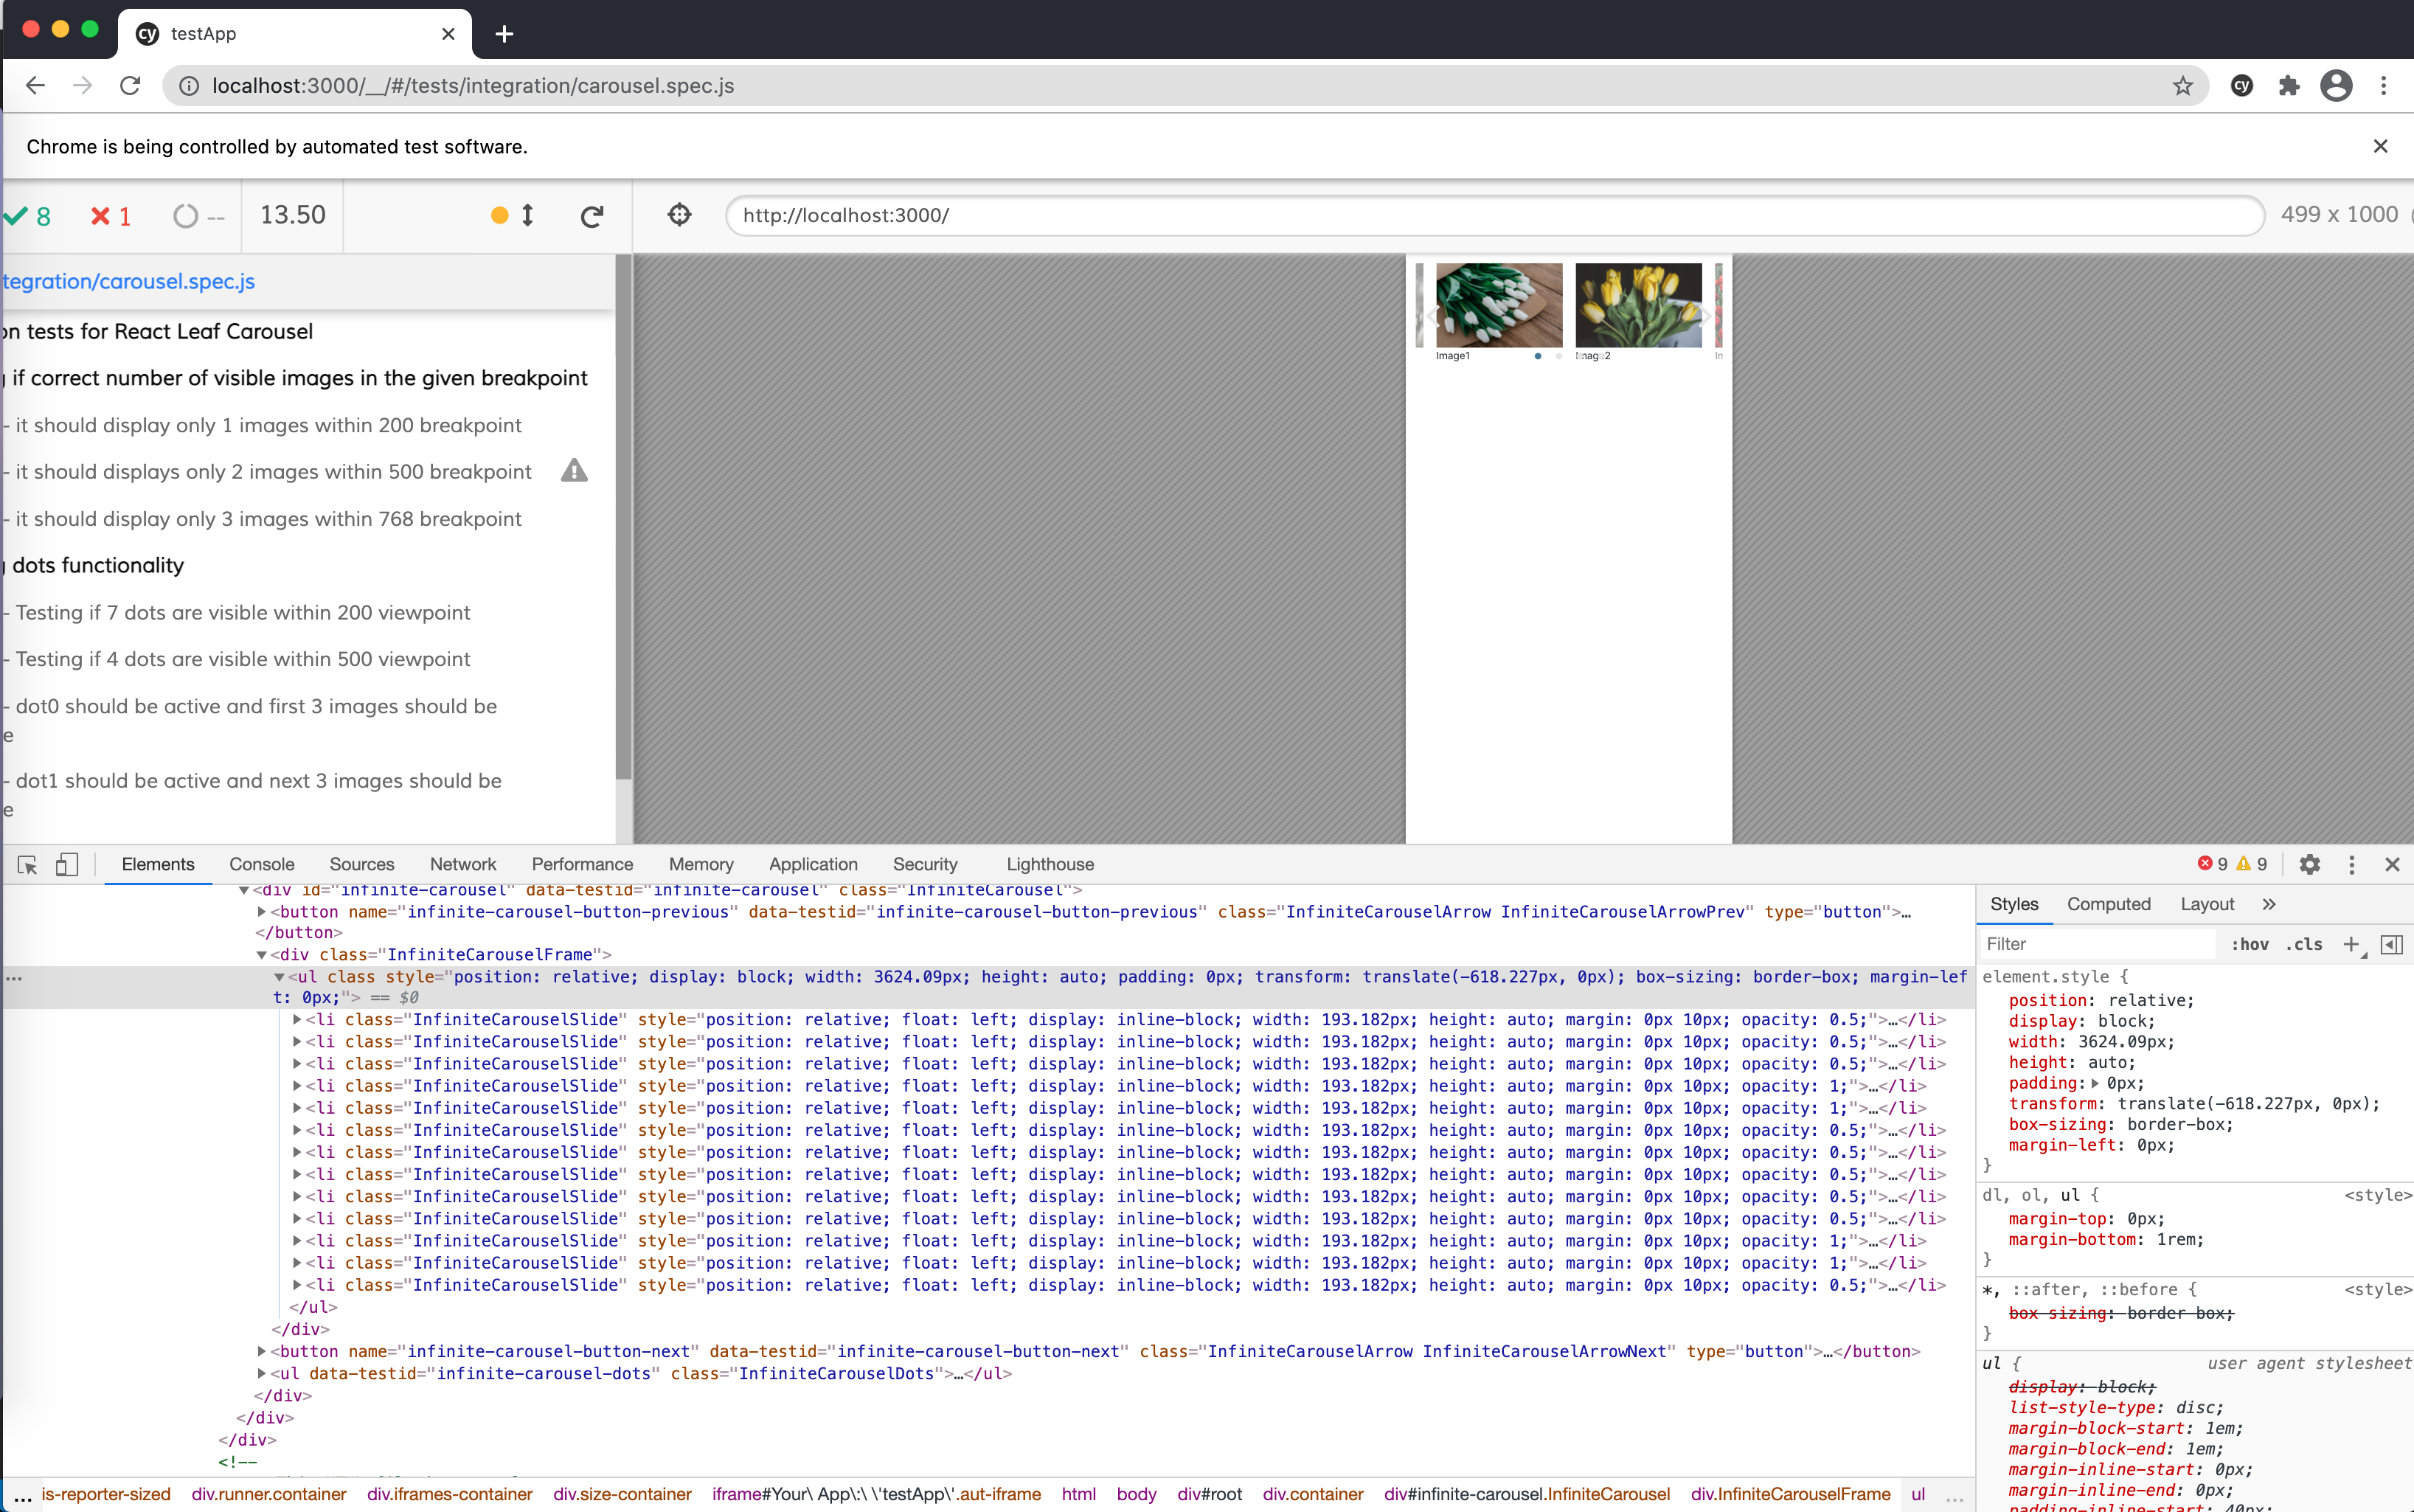 cy testApp
localhost:3000/__/#/tests/integration/carousel.spec.js
cy
Chrome is being controlled by automated test software.
8 1 -- 13.50
http://localhost:3000/ 499 x 1000
tegration/carousel.spec.js
on tests for React Leaf Carousel
if correct number of visible images in the given breakpoint
- it should display only 1 images within 200 breakpoint
- it should displays only 2 images within 500 breakpoint
- it should display only 3 images within 768 breakpoint
dots functionality
- Testing if 7 dots are visible within 200 viewpoint
- Testing if 4 dots are visible within 500 viewpoint
- dot0 should be active and first 3 images should be
e
- dot1 should be active and next 3 images should be
e
Image1 Image2 In
Elements Console Sources Network Performance Memory Application Security Lighthouse 9 9
<div id="infinite-carousel" data-testid="infinite-carousel" class="InfiniteCarousel">
<button name="infinite-carousel-button-previous" data-testid="infinite-carousel-button-previous" class="InfiniteCarouselArrow InfiniteCarouselArrowPrev" type="button">…
</button>
<div class="InfiniteCarouselFrame">
<ul class style="position: relative; display: block; width: 3624.09px; height: auto; padding: 0px; transform: translate(-618.227px, 0px); box-sizing: border-box; margin-lef
t: 0px;"> == $0
<li class="InfiniteCarouselSlide" style="position: relative; float: left; display: inline-block; width: 193.182px; height: auto; margin: 0px 10px; opacity: 0.5;">…</li>
<li class="InfiniteCarouselSlide" style="position: relative; float: left; display: inline-block; width: 193.182px; height: auto; margin: 0px 10px; opacity: 0.5;">…</li>
<li class="InfiniteCarouselSlide" style="position: relative; float: left; display: inline-block; width: 193.182px; height: auto; margin: 0px 10px; opacity: 0.5;">…</li>
<li class="InfiniteCarouselSlide" style="position: relative; float: left; display: inline-block; width: 193.182px; height: auto; margin: 0px 10px; opacity: 1;">…</li>
<li class="InfiniteCarouselSlide" style="position: relative; float: left; display: inline-block; width: 193.182px; height: auto; margin: 0px 10px; opacity: 1;">…</li>
<li class="InfiniteCarouselSlide" style="position: relative; float: left; display: inline-block; width: 193.182px; height: auto; margin: 0px 10px; opacity: 0.5;">…</li>
<li class="InfiniteCarouselSlide" style="position: relative; float: left; display: inline-block; width: 193.182px; height: auto; margin: 0px 10px; opacity: 0.5;">…</li>
<li class="InfiniteCarouselSlide" style="position: relative; float: left; display: inline-block; width: 193.182px; height: auto; margin: 0px 10px; opacity: 0.5;">…</li>
<li class="InfiniteCarouselSlide" style="position: relative; float: left; display: inline-block; width: 193.182px; height: auto; margin: 0px 10px; opacity: 0.5;">…</li>
<li class="InfiniteCarouselSlide" style="position: relative; float: left; display: inline-block; width: 193.182px; height: auto; margin: 0px 10px; opacity: 0.5;">…</li>
<li class="InfiniteCarouselSlide" style="position: relative; float: left; display: inline-block; width: 193.182px; height: auto; margin: 0px 10px; opacity: 1;">…</li>
<li class="InfiniteCarouselSlide" style="position: relative; float: left; display: inline-block; width: 193.182px; height: auto; margin: 0px 10px; opacity: 1;">…</li>
<li class="InfiniteCarouselSlide" style="position: relative; float: left; display: inline-block; width: 193.182px; height: auto; margin: 0px 10px; opacity: 0.5;">…</li>
</ul>
</div>
<button name="infinite-carousel-button-next" data-testid="infinite-carousel-button-next" class="InfiniteCarouselArrow InfiniteCarouselArrowNext" type="button">…</button>
<ul data-testid="infinite-carousel-dots" class="InfiniteCarouselDots">…</ul>
</div>
</div>
</div>
<!--
... is-reporter-sized div.runner.container div.iframes-container div.size-container iframe#Your\ App\:\ \'testApp\'.aut-iframe html body div#root div.container div#infinite-carousel.InfiniteCarousel div.InfiniteCarouselFrame ul ...
Styles Computed Layout »
Filter :hov .cls +
element.style {
position: relative;
display: block;
width: 3624.09px;
height: auto;
padding: 0px;
transform: translate(-618.227px, 0px);
box-sizing: border-box;
margin-left: 0px;
}
dl, ol, ul { <style>
margin-top: 0px;
margin-bottom: 1rem;
}
*, ::after, ::before { <style>
box-sizing: border-box;
}
ul { user agent stylesheet
display: block;
list-style-type: disc;
margin-block-start: 1em;
margin-block-end: 1em;
margin-inline-start: 0px;
margin-inline-end: 0px;
padding-inline-start: 40px;